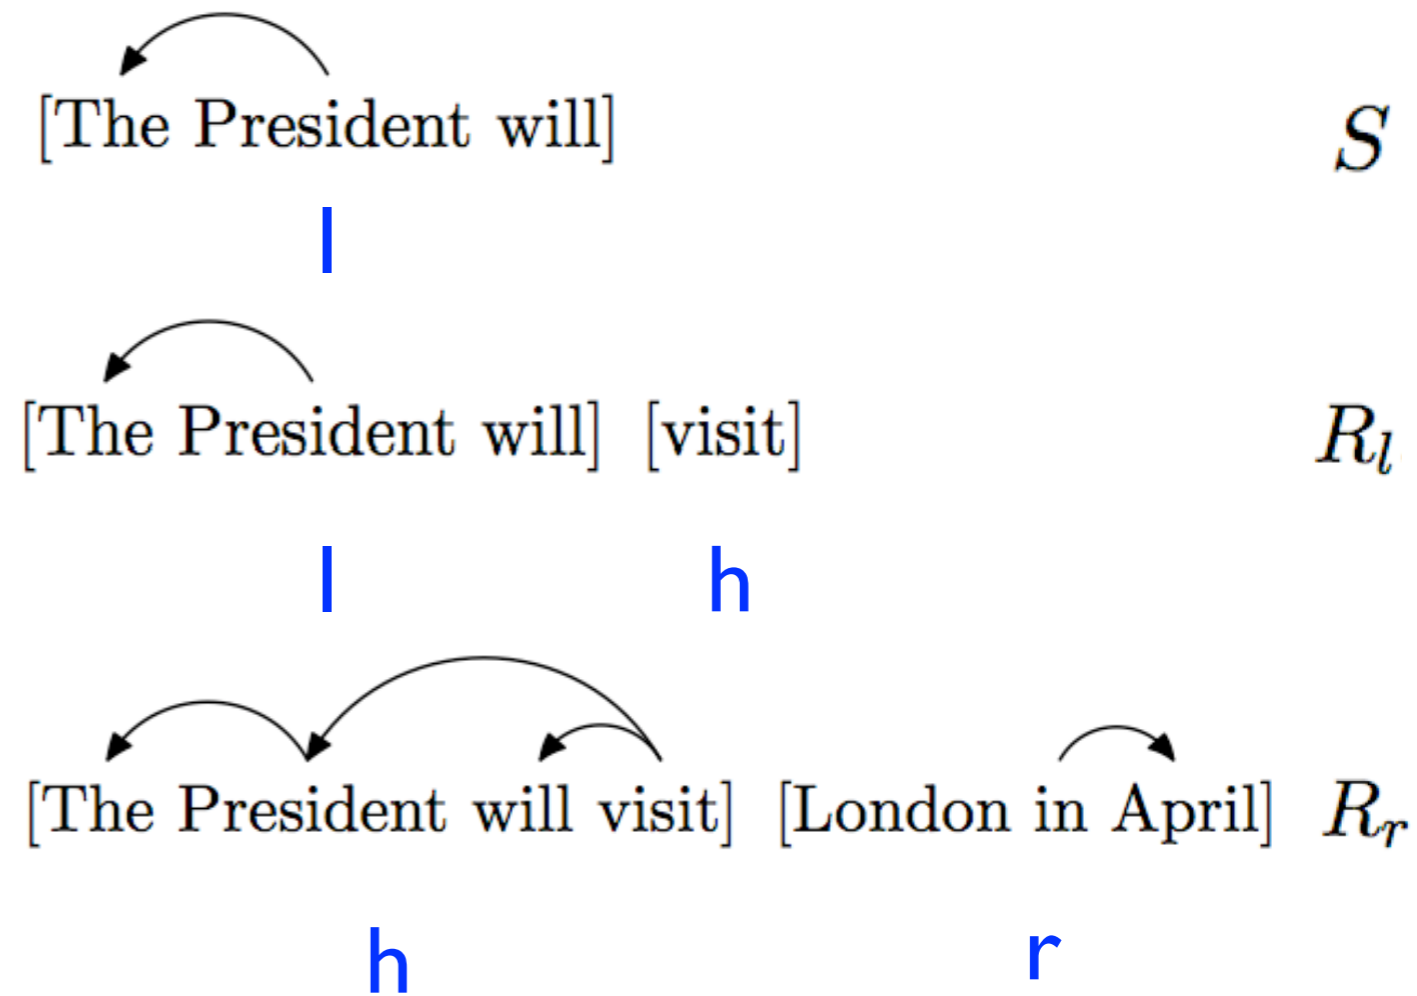 [The President will] S
l
[The President will] [visit] R_l
l h
[The President will visit] [London in April] R_r
h r